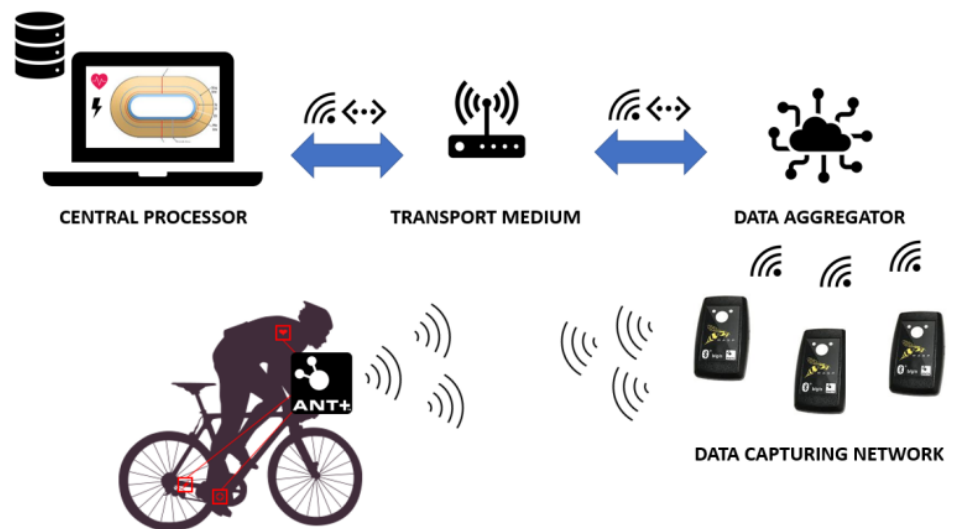 CENTRAL PROCESSOR
TRANSPORT MEDIUM
DATA AGGREGATOR
ANT+
DATA CAPTURING NETWORK